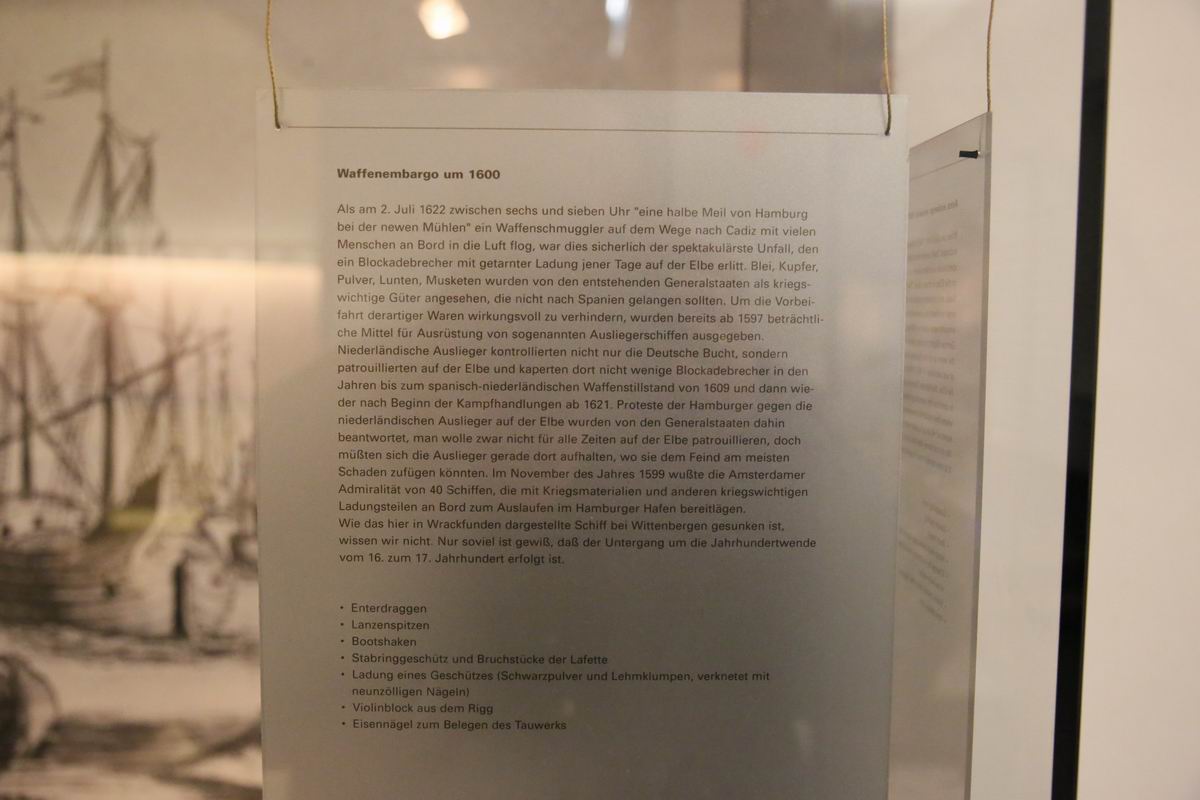 Waffenembargo um 1600
Als am 2. Juli 1622 zwischen sechs und sieben Uhr "eine halbe Meil von Hamburg
bei der newen Mühlen" ein Waffenschmuggler auf dem Wege nach Cadiz mit vielen
Menschen an Bord in die Luft flog, war dies sicherlich der spektakulärste Unfall, den
ein Blockadebrecher mit getarnter Ladung jener Tage auf der Elbe erlitt. Blei, Kupfer,
Pulver, Lunten, Musketen wurden von den entstehenden Generalstaaten als kriegs-
wichtige Güter angesehen, die nicht nach Spanien gelangen sollten. Um die Vorbei-
fahrt derartiger Waren wirkungsvoll zu verhindern, wurden bereits ab 1597 beträchtli-
che Mittel für Ausrüstung von sogenannten Ausliegerschiffen ausgegeben.
Niederländische Auslieger kontrollierten nicht nur die Deutsche Bucht, sondern
patrouillierten auf der Elbe und kaperten dort nicht wenige Blockadebrecher in den
Jahren bis zum spanisch-niederländischen Waffenstillstand von 1609 und dann wie-
der nach Beginn der Kampfhandlungen ab 1621. Proteste der Hamburger gegen die
niederländischen Auslieger auf der Elbe wurden von den Generalstaaten dahin
beantwortet, man wolle zwar nicht für alle Zeiten auf der Elbe patrouillieren, doch
müßten sich die Auslieger gerade dort aufhalten, wo sie dem Feind am meisten
Schaden zufügen könnten. Im November des Jahres 1599 wußte die Amsterdamer
Admiralität von 40 Schiffen, die mit Kriegsmaterialien und anderen kriegswichtigen
Ladungsteilen an Bord zum Auslaufen im Hamburger Hafen bereitlägen.
Wie das hier in Wrackfunden dargestellte Schiff bei Wittenbergen gesunken ist,
wissen wir nicht. Nur soviel ist gewiß, daß der Untergang um die Jahrhundertwende
vom 16. zum 17. Jahrhundert erfolgt ist.
• Enterdraggen
• Lanzenspitzen
• Bootshaken
• Stabringgeschütz und Bruchstücke der Lafette
• Ladung eines Geschützes (Schwarzpulver und Lehmklumpen, verknetet mit
neunzölligen Nägeln)
• Violinblock aus dem Rigg
• Eisennägel zum Belegen des Tauwerks